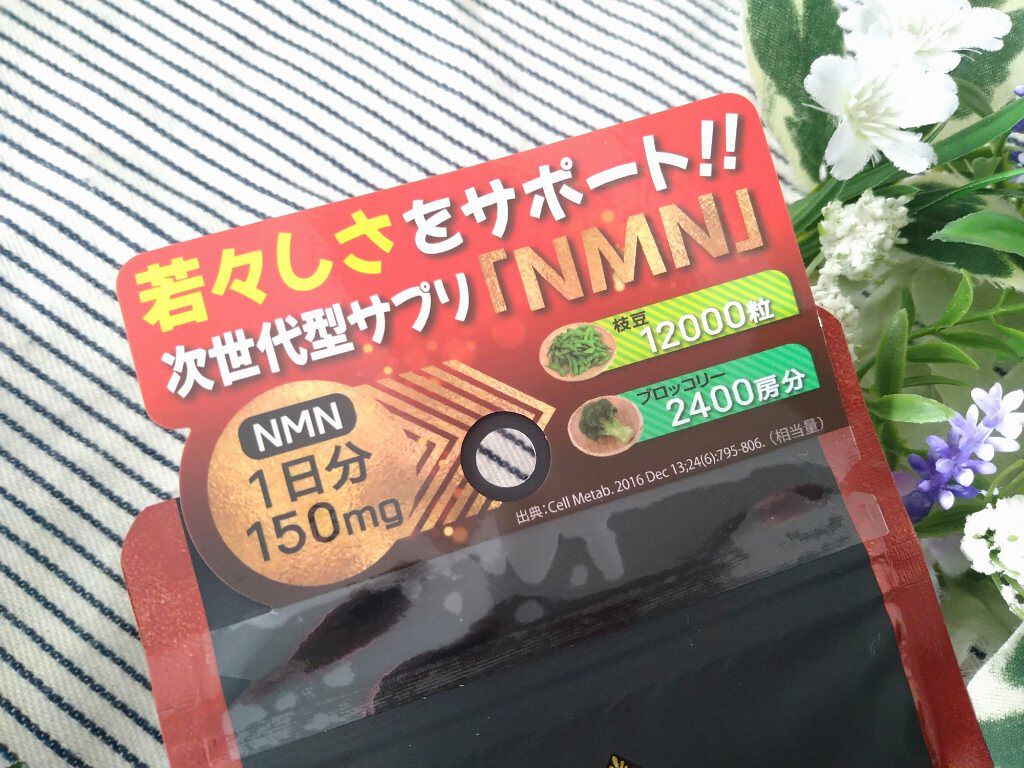 若々しさをサポート!!
次世代型サプリ「NMN」
枝豆
12000粒
ブロッコリー
2400房分
NMN
1日分
150mg
出典：Cell Metab. 2016 Dec 13;24(6):795-806.（相当量）